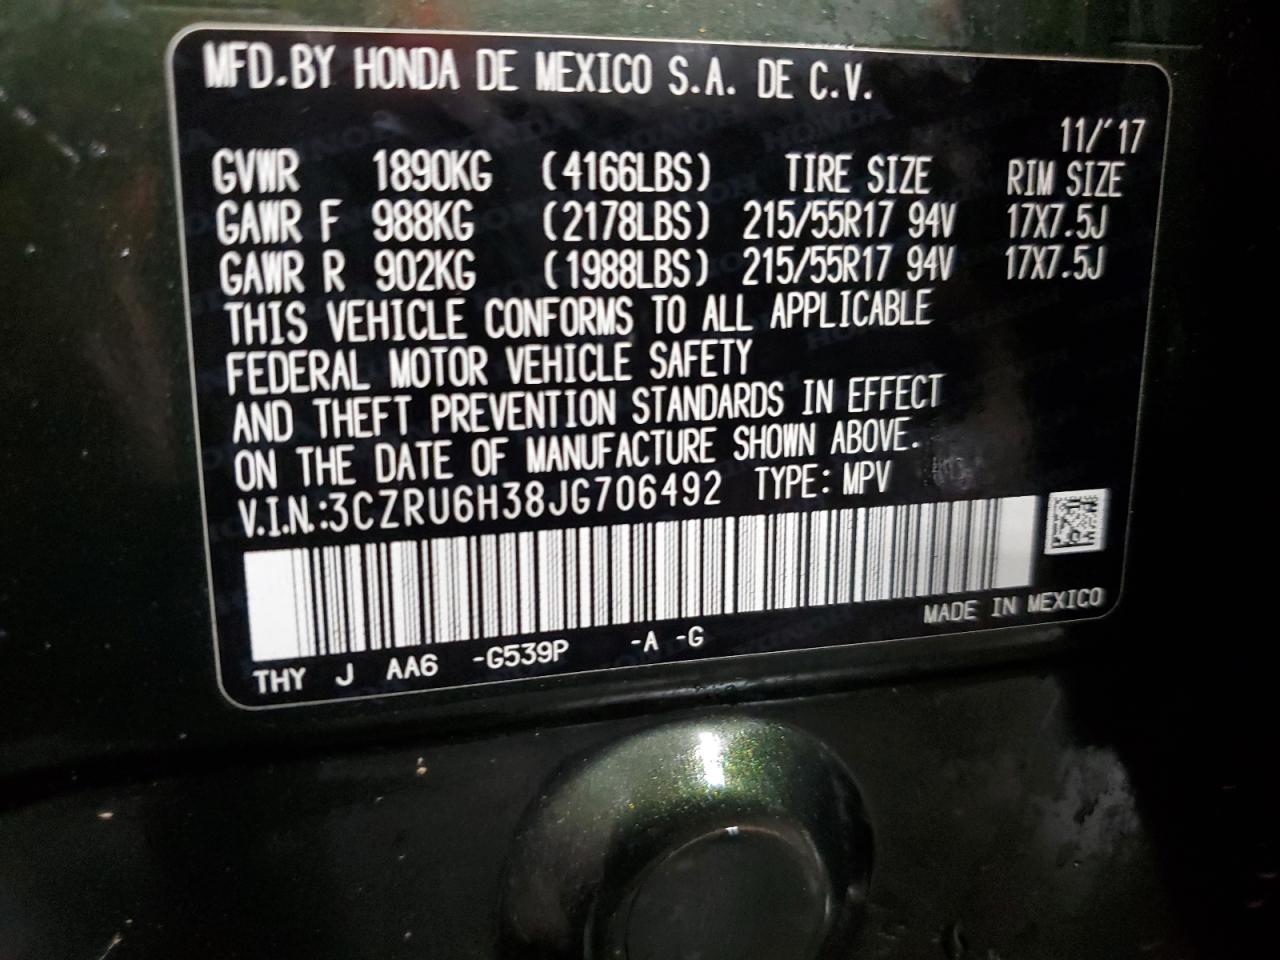 MFD.BY HONDA DE MEXICO S.A. DE C.V.
11/'17
GVWR 1890KG (4166LBS) TIRE SIZE RIM SIZE
GAWR F 988KG (2178LBS) 215/55R17 94V 17X7.5J
GAWR R 902KG (1988LBS) 215/55R17 94V 17X7.5J
THIS VEHICLE CONFORMS TO ALL APPLICABLE
FEDERAL MOTOR VEHICLE SAFETY
AND THEFT PREVENTION STANDARDS IN EFFECT
ON THE DATE OF MANUFACTURE SHOWN ABOVE.
V.I.N.:3CZRU6H38JG706492 TYPE: MPV
MADE IN MEXICO
THY J AA6 -G539P -A -G